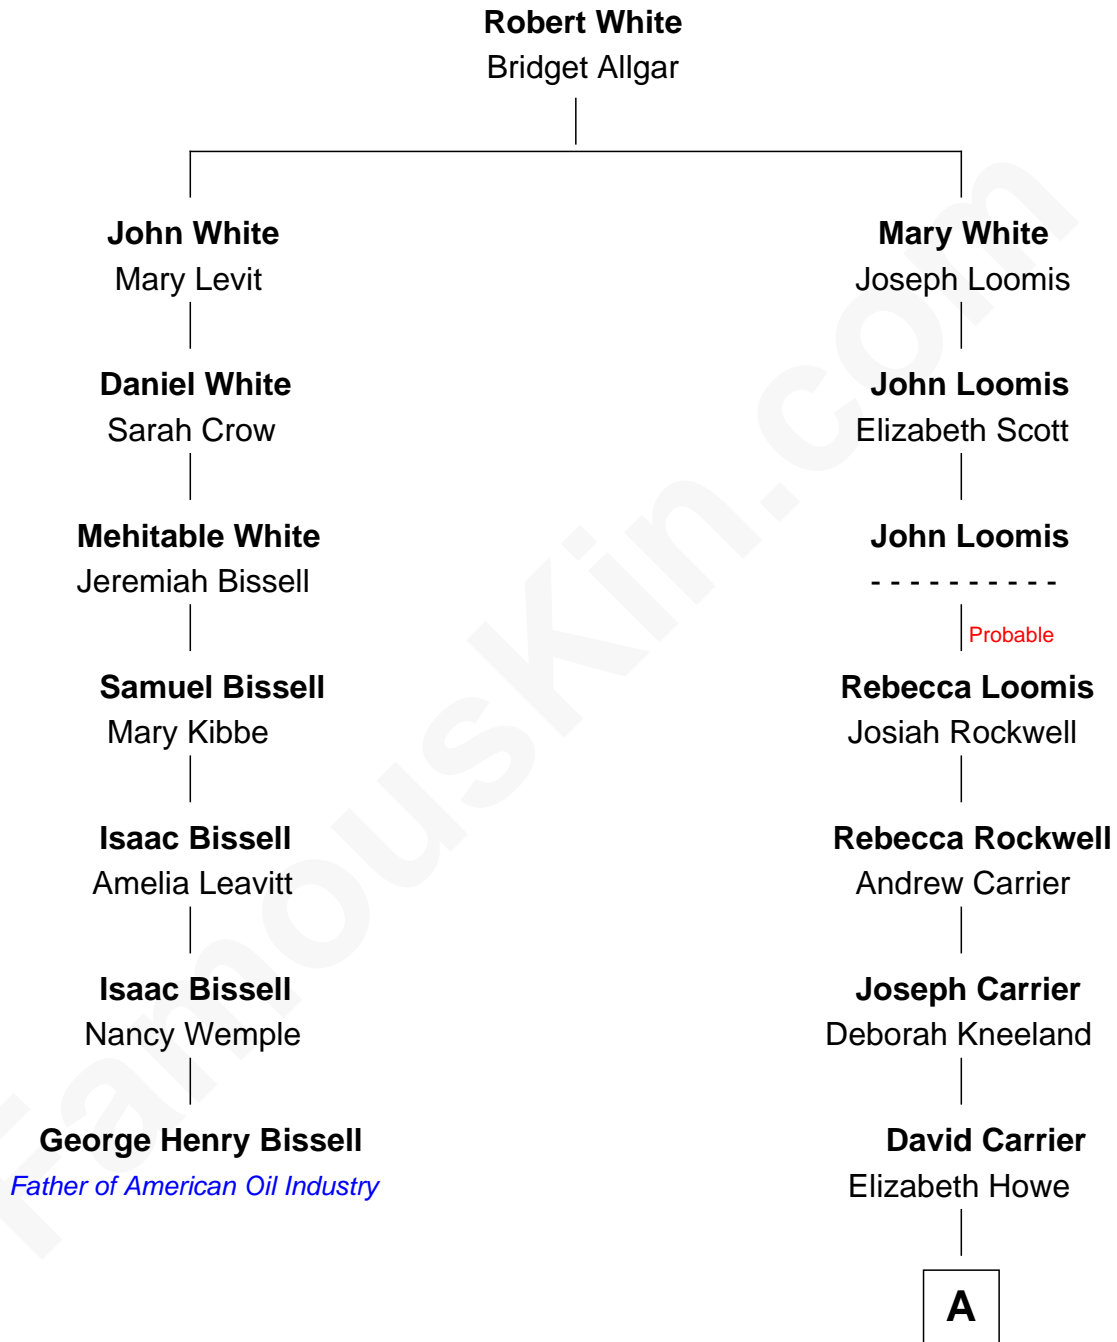 Robert White
Bridget Allgar
John White
Mary Levit
Mary White
Joseph Loomis
Daniel White
Sarah Crow
John Loomis
Elizabeth Scott
Mehitable White
Jeremiah Bissell
John Loomis
- - - - - - - - - -
Probable
Samuel Bissell
Mary Kibbe
Rebecca Loomis
Josiah Rockwell
Isaac Bissell
Amelia Leavitt
Rebecca Rockwell
Andrew Carrier
Isaac Bissell
Nancy Wemple
Joseph Carrier
Deborah Kneeland
George Henry Bissell
Father of American Oil Industry
David Carrier
Elizabeth Howe
A
FamousKin.com